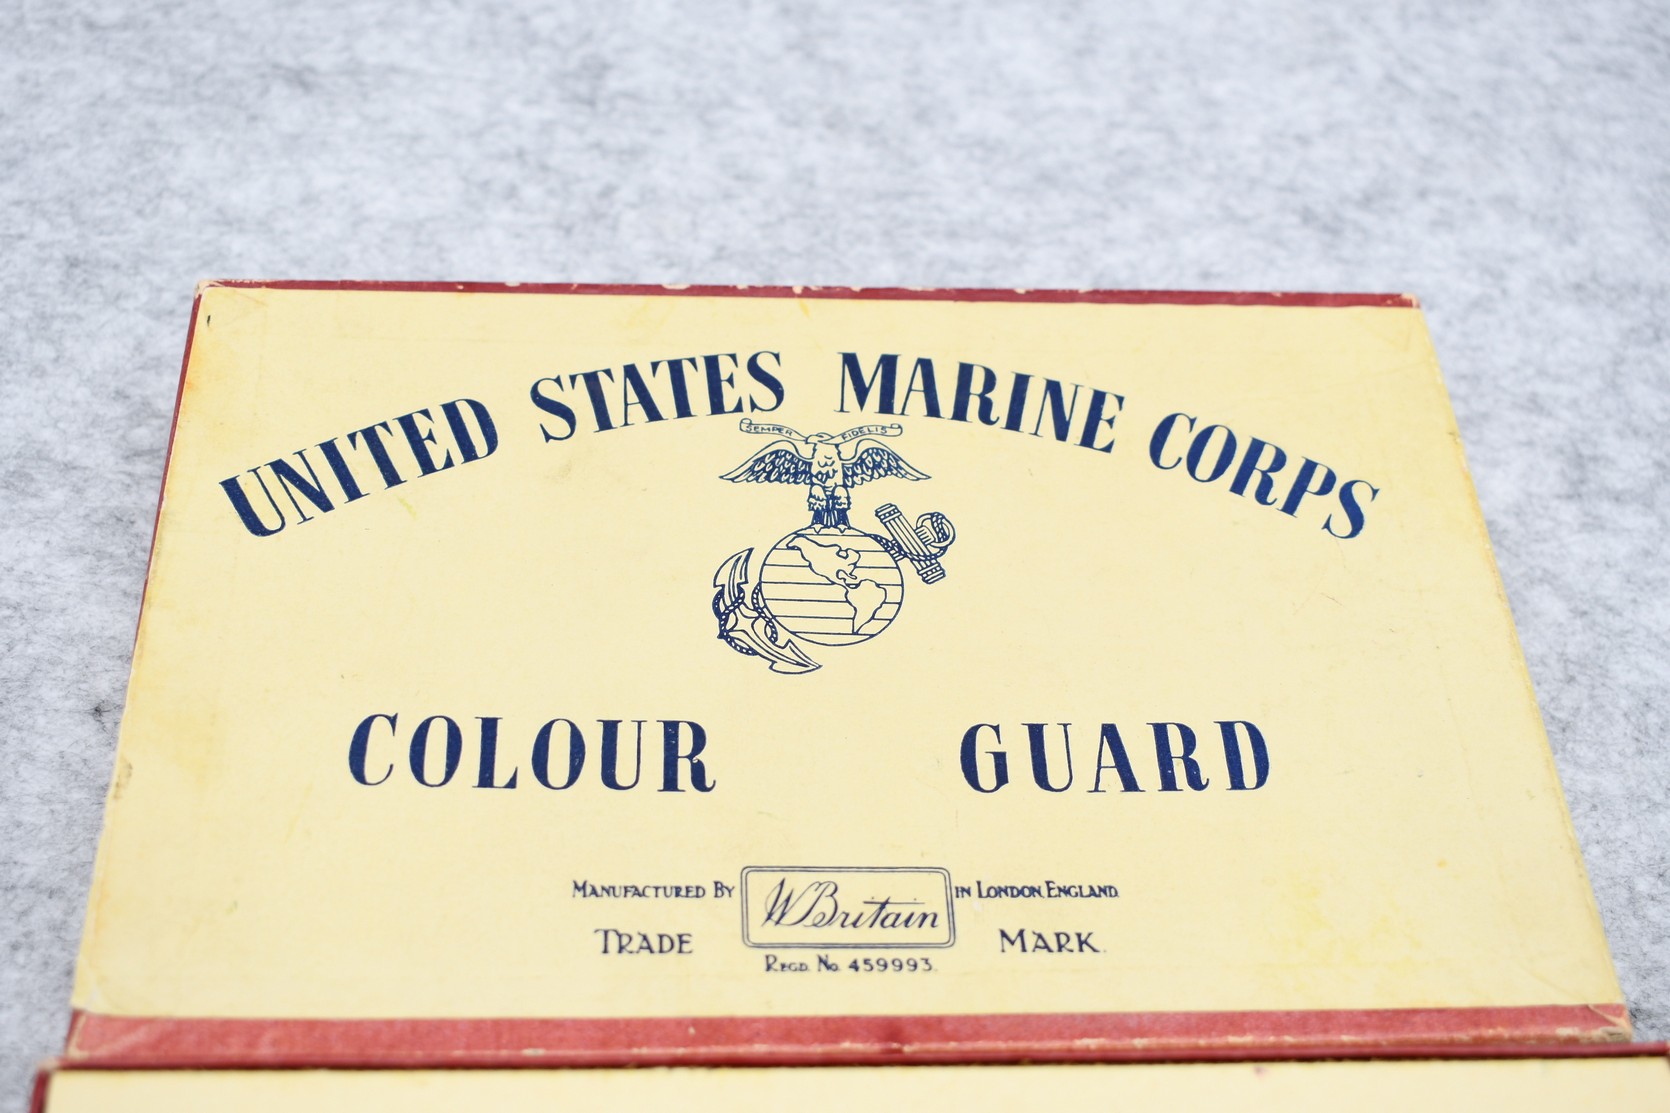 UNITED STATES MARINE CORPS
SEMPER FIDELIS
COLOUR GUARD
MANUFACTURED BY W Britain IN LONDON, ENGLAND.
TRADE MARK.
REGD. No. 459993.